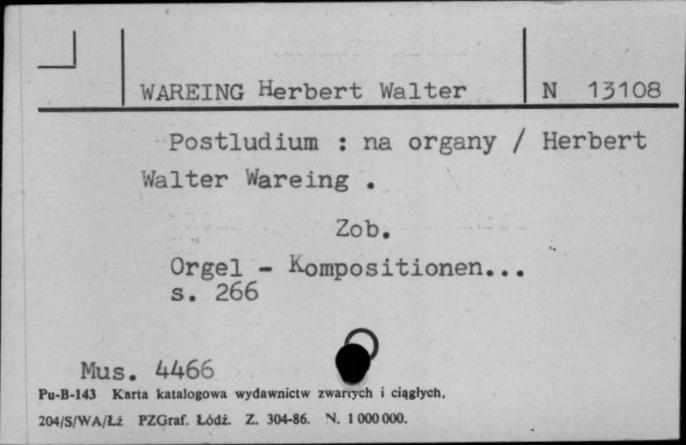 WAREING Herbert Walter N 13108
Postludium : na organy / Herbert
Walter Wareing .
Zob.
Orgel - Kompositionen...
s. 266
Mus. 4466
Pu-B-143 Karta katalogowa wydawnictw zwartych i ciągłych.
204/S/WA/Łż PZGraf. Łódź. Z. 304-86. N. 1 000 000.